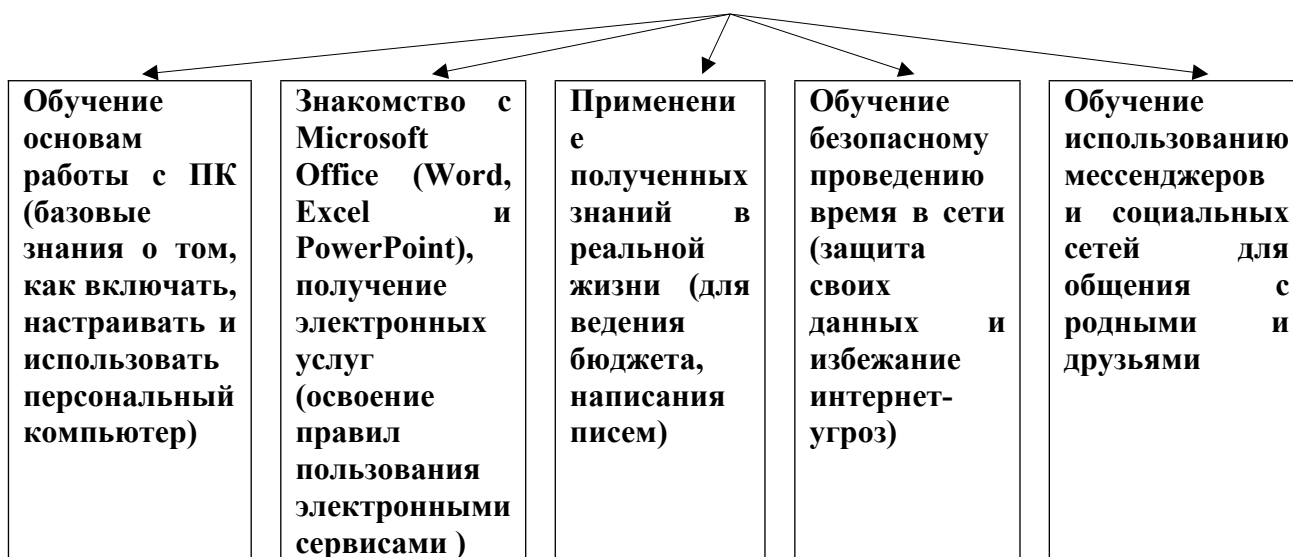 Обучение
основам
работы с ПК
(базовые
знания о том,
как включать,
настраивать и
использовать
персональный
компьютер)
Знакомство с
Microsoft
Office (Word,
Excel и
PowerPoint),
получение
электронных
услуг
(освоение
правил
пользования
электронными
сервисами )
Применени
е
полученных
знаний в
реальной
жизни (для
ведения
бюджета,
написания
писем)
Обучение
безопасному
проведению
время в сети
(защита
своих
данных и
избежание
интернет-
угроз)
Обучение
использованию
мессенджеров
и социальных
сетей для
общения с
родными и
друзьями